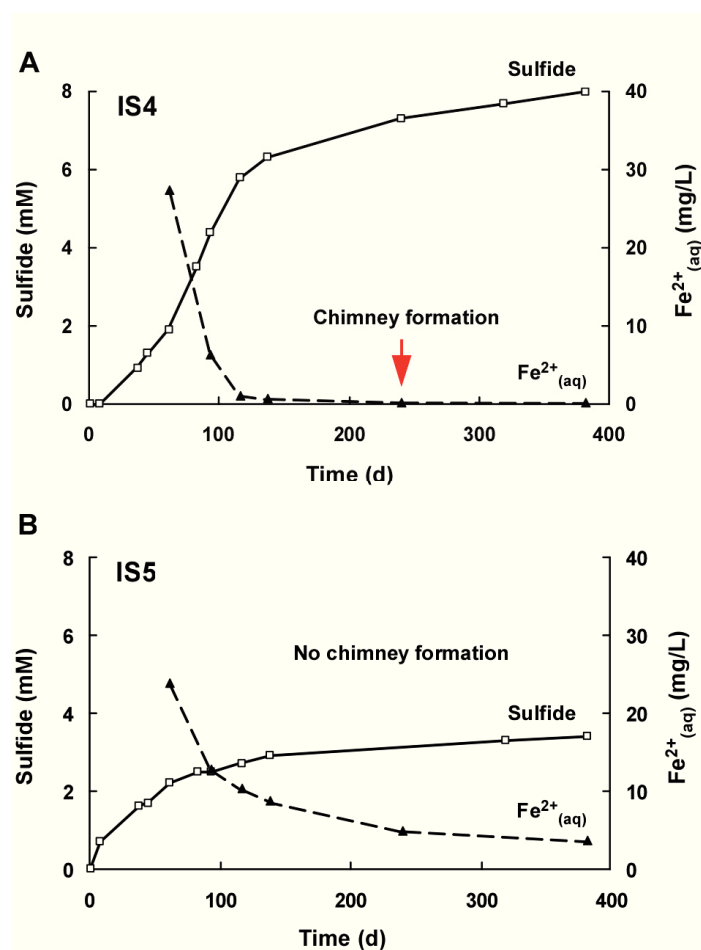 A
IS4
Sulfide
8
6
4
2
0
40
30
20
10
0
Sulfide (mM)
Fe²⁺(aq) (mg/L)
Chimney formation
Fe²⁺(aq)
0 100 200 300 400
Time (d)
B
IS5
8
6
4
2
0
40
30
20
10
0
Sulfide (mM)
Fe²⁺(aq) (mg/L)
No chimney formation
Sulfide
Fe²⁺(aq)
0 100 200 300 400
Time (d)